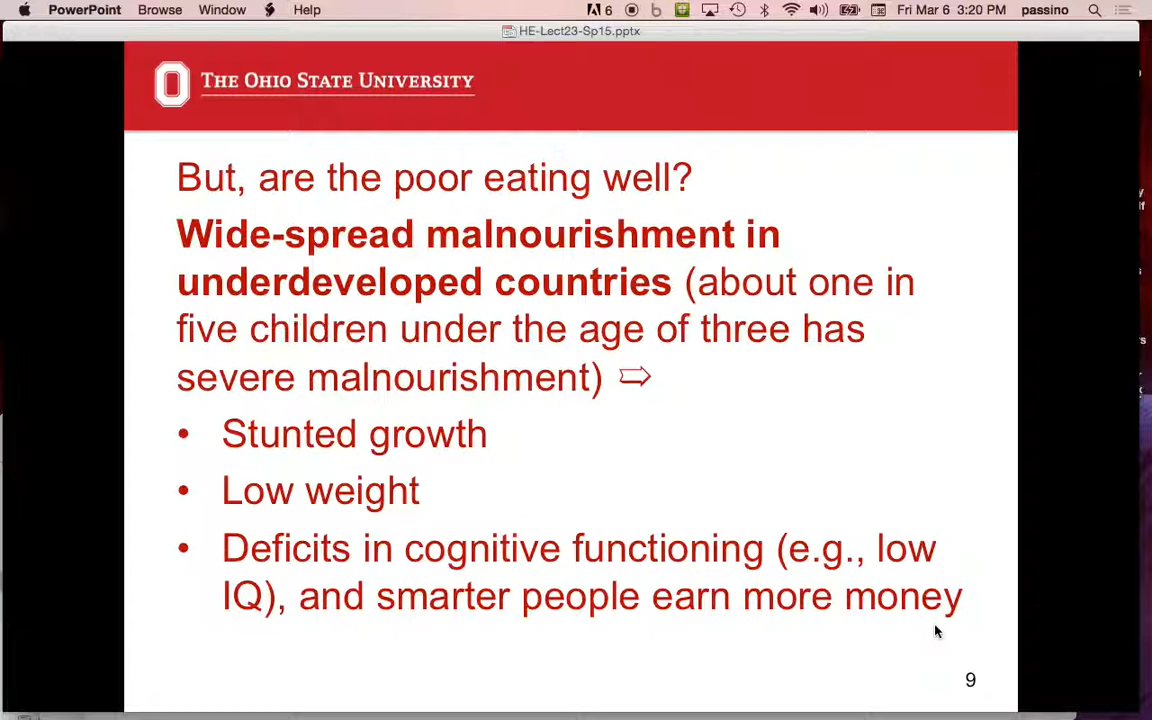 PowerPoint Browse Window Help 6 Fri Mar 6 3:20 PM passino
HE-Lect23-Sp15.pptx
THE OHIO STATE UNIVERSITY
But, are the poor eating well?
Wide-spread malnourishment in
underdeveloped countries (about one in
five children under the age of three has
severe malnourishment) ⇨
• Stunted growth
• Low weight
• Deficits in cognitive functioning (e.g., low
IQ), and smarter people earn more money
9